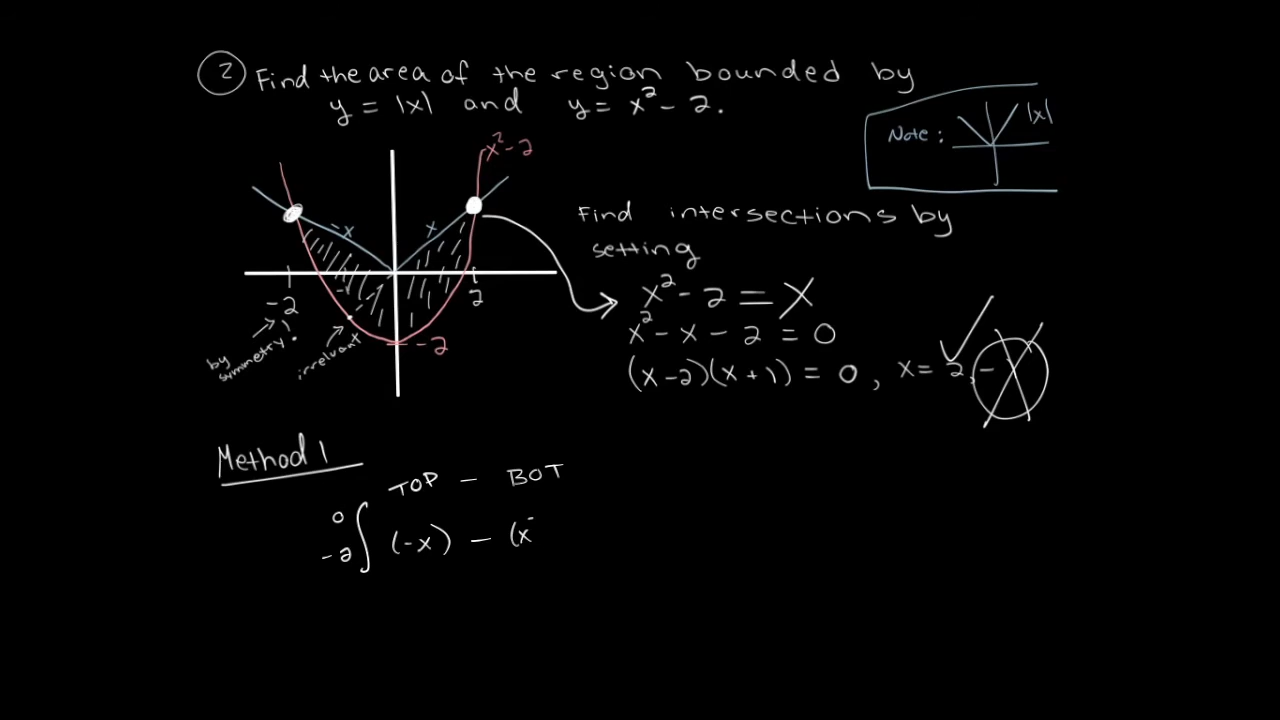 ② Find the area of the region bounded by
y = |x| and y = x² - 2.
Note: |x|
x² - 2
-x
x
-2
2
-1
-2
by symmetry!
irrelvant
Find intersections by
setting
x² - 2 = x
x² - x - 2 = 0
(x-2)(x+1) = 0, x = 2, -
Method 1
TOP - BOT
0
-2 ∫ (-x) - (x